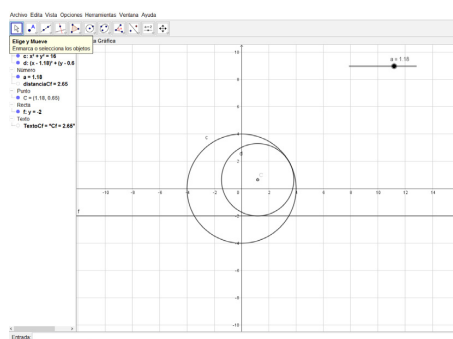 Archivo Edita Vista Opciones Herramientas Ventana Ayuda
Elige y Mueve
Enmarca o selecciona los objetos
a Gráfica
c: x² + y² = 16
d: (x - 1.18)² + (y - 0.6
Número
a = 1.18
distanciaCf = 2.65
Punto
C = (1.18, 0.65)
Recta
f: y = -2
Texto
TextoCf = "Cf = 2.65"
a = 1.18
10
8
6
4
2
0
-2
-4
-6
-8
-10
-10 -8 -6 -4 -2 0 2 4 6 8 10 12 14
c
d
C
f
Entrada: